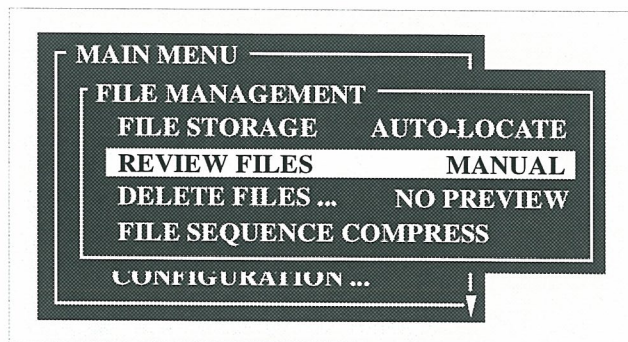 MAIN MENU
FILE MANAGEMENT
FILE STORAGE AUTO-LOCATE
REVIEW FILES MANUAL
DELETE FILES ... NO PREVIEW
FILE SEQUENCE COMPRESS
CONFIGURATION ...